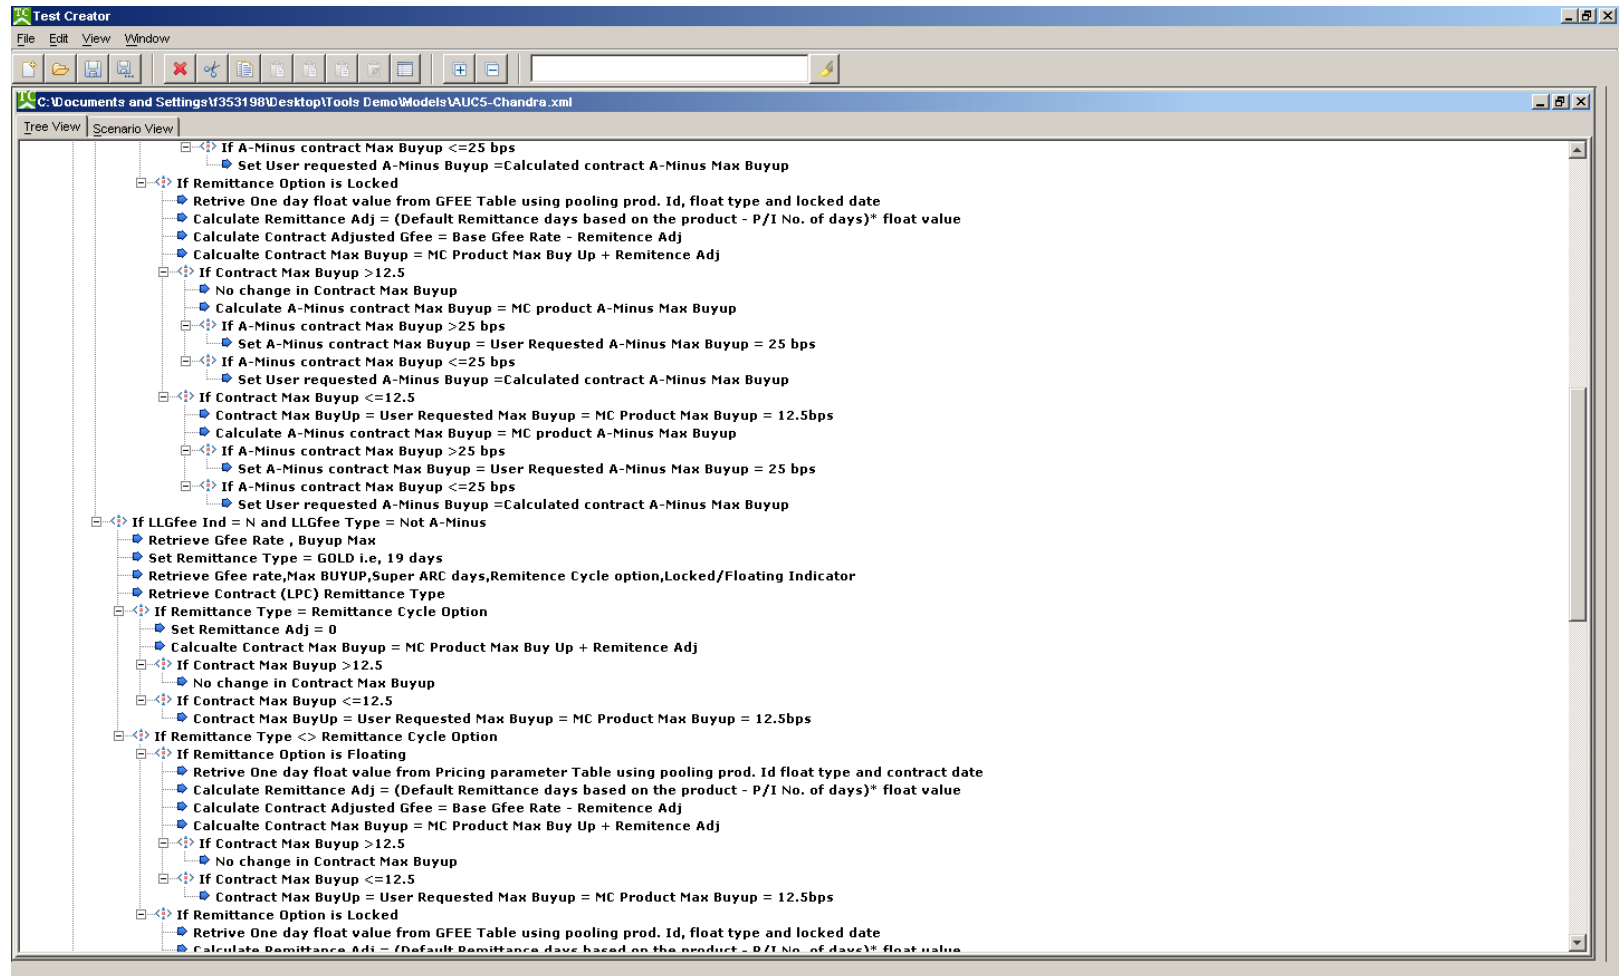 Test Creator
File Edit View Window
C:\Documents and Settings\f353198\Desktop\Tools Demo\Models\AUC5-Chandra.xml
Tree View Scenario View
If A-Minus contract Max Buyup <=25 bps
Set User requested A-Minus Buyup =Calculated contract A-Minus Max Buyup
If Remittance Option is Locked
Retrive One day float value from GFEE Table using pooling prod. Id, float type and locked date
Calculate Remittance Adj = (Default Remittance days based on the product - P/I No. of days)* float value
Calculate Contract Adjusted Gfee = Base Gfee Rate - Remitence Adj
Calcualte Contract Max Buyup = MC Product Max Buy Up + Remitence Adj
If Contract Max Buyup >12.5
No change in Contract Max Buyup
Calculate A-Minus contract Max Buyup = MC product A-Minus Max Buyup
If A-Minus contract Max Buyup >25 bps
Set A-Minus contract Max Buyup = User Requested A-Minus Max Buyup = 25 bps
If A-Minus contract Max Buyup <=25 bps
Set User requested A-Minus Buyup =Calculated contract A-Minus Max Buyup
If Contract Max Buyup <=12.5
Contract Max BuyUp = User Requested Max Buyup = MC Product Max Buyup = 12.5bps
Calculate A-Minus contract Max Buyup = MC product A-Minus Max Buyup
If A-Minus contract Max Buyup >25 bps
Set A-Minus contract Max Buyup = User Requested A-Minus Max Buyup = 25 bps
If A-Minus contract Max Buyup <=25 bps
Set User requested A-Minus Buyup =Calculated contract A-Minus Max Buyup
If LLGfee Ind = N and LLGfee Type = Not A-Minus
Retrieve Gfee Rate , Buyup Max
Set Remittance Type = GOLD i.e, 19 days
Retrieve Gfee rate,Max BUYUP,Super ARC days,Remitence Cycle option,Locked/Floating Indicator
Retrieve Contract (LPC) Remittance Type
If Remittance Type = Remittance Cycle Option
Set Remittance Adj = 0
Calcualte Contract Max Buyup = MC Product Max Buy Up + Remitence Adj
If Contract Max Buyup >12.5
No change in Contract Max Buyup
If Contract Max Buyup <=12.5
Contract Max BuyUp = User Requested Max Buyup = MC Product Max Buyup = 12.5bps
If Remittance Type <> Remittance Cycle Option
If Remittance Option is Floating
Retrive One day float value from Pricing parameter Table using pooling prod. Id float type and contract date
Calculate Remittance Adj = (Default Remittance days based on the product - P/I No. of days)* float value
Calculate Contract Adjusted Gfee = Base Gfee Rate - Remitence Adj
Calcualte Contract Max Buyup = MC Product Max Buy Up + Remitence Adj
If Contract Max Buyup >12.5
No change in Contract Max Buyup
If Contract Max Buyup <=12.5
Contract Max BuyUp = User Requested Max Buyup = MC Product Max Buyup = 12.5bps
If Remittance Option is Locked
Retrive One day float value from GFEE Table using pooling prod. Id, float type and locked date
Calculate Remittance Adj = (Default Remittance days based on the product - P/I No. of days)* float value